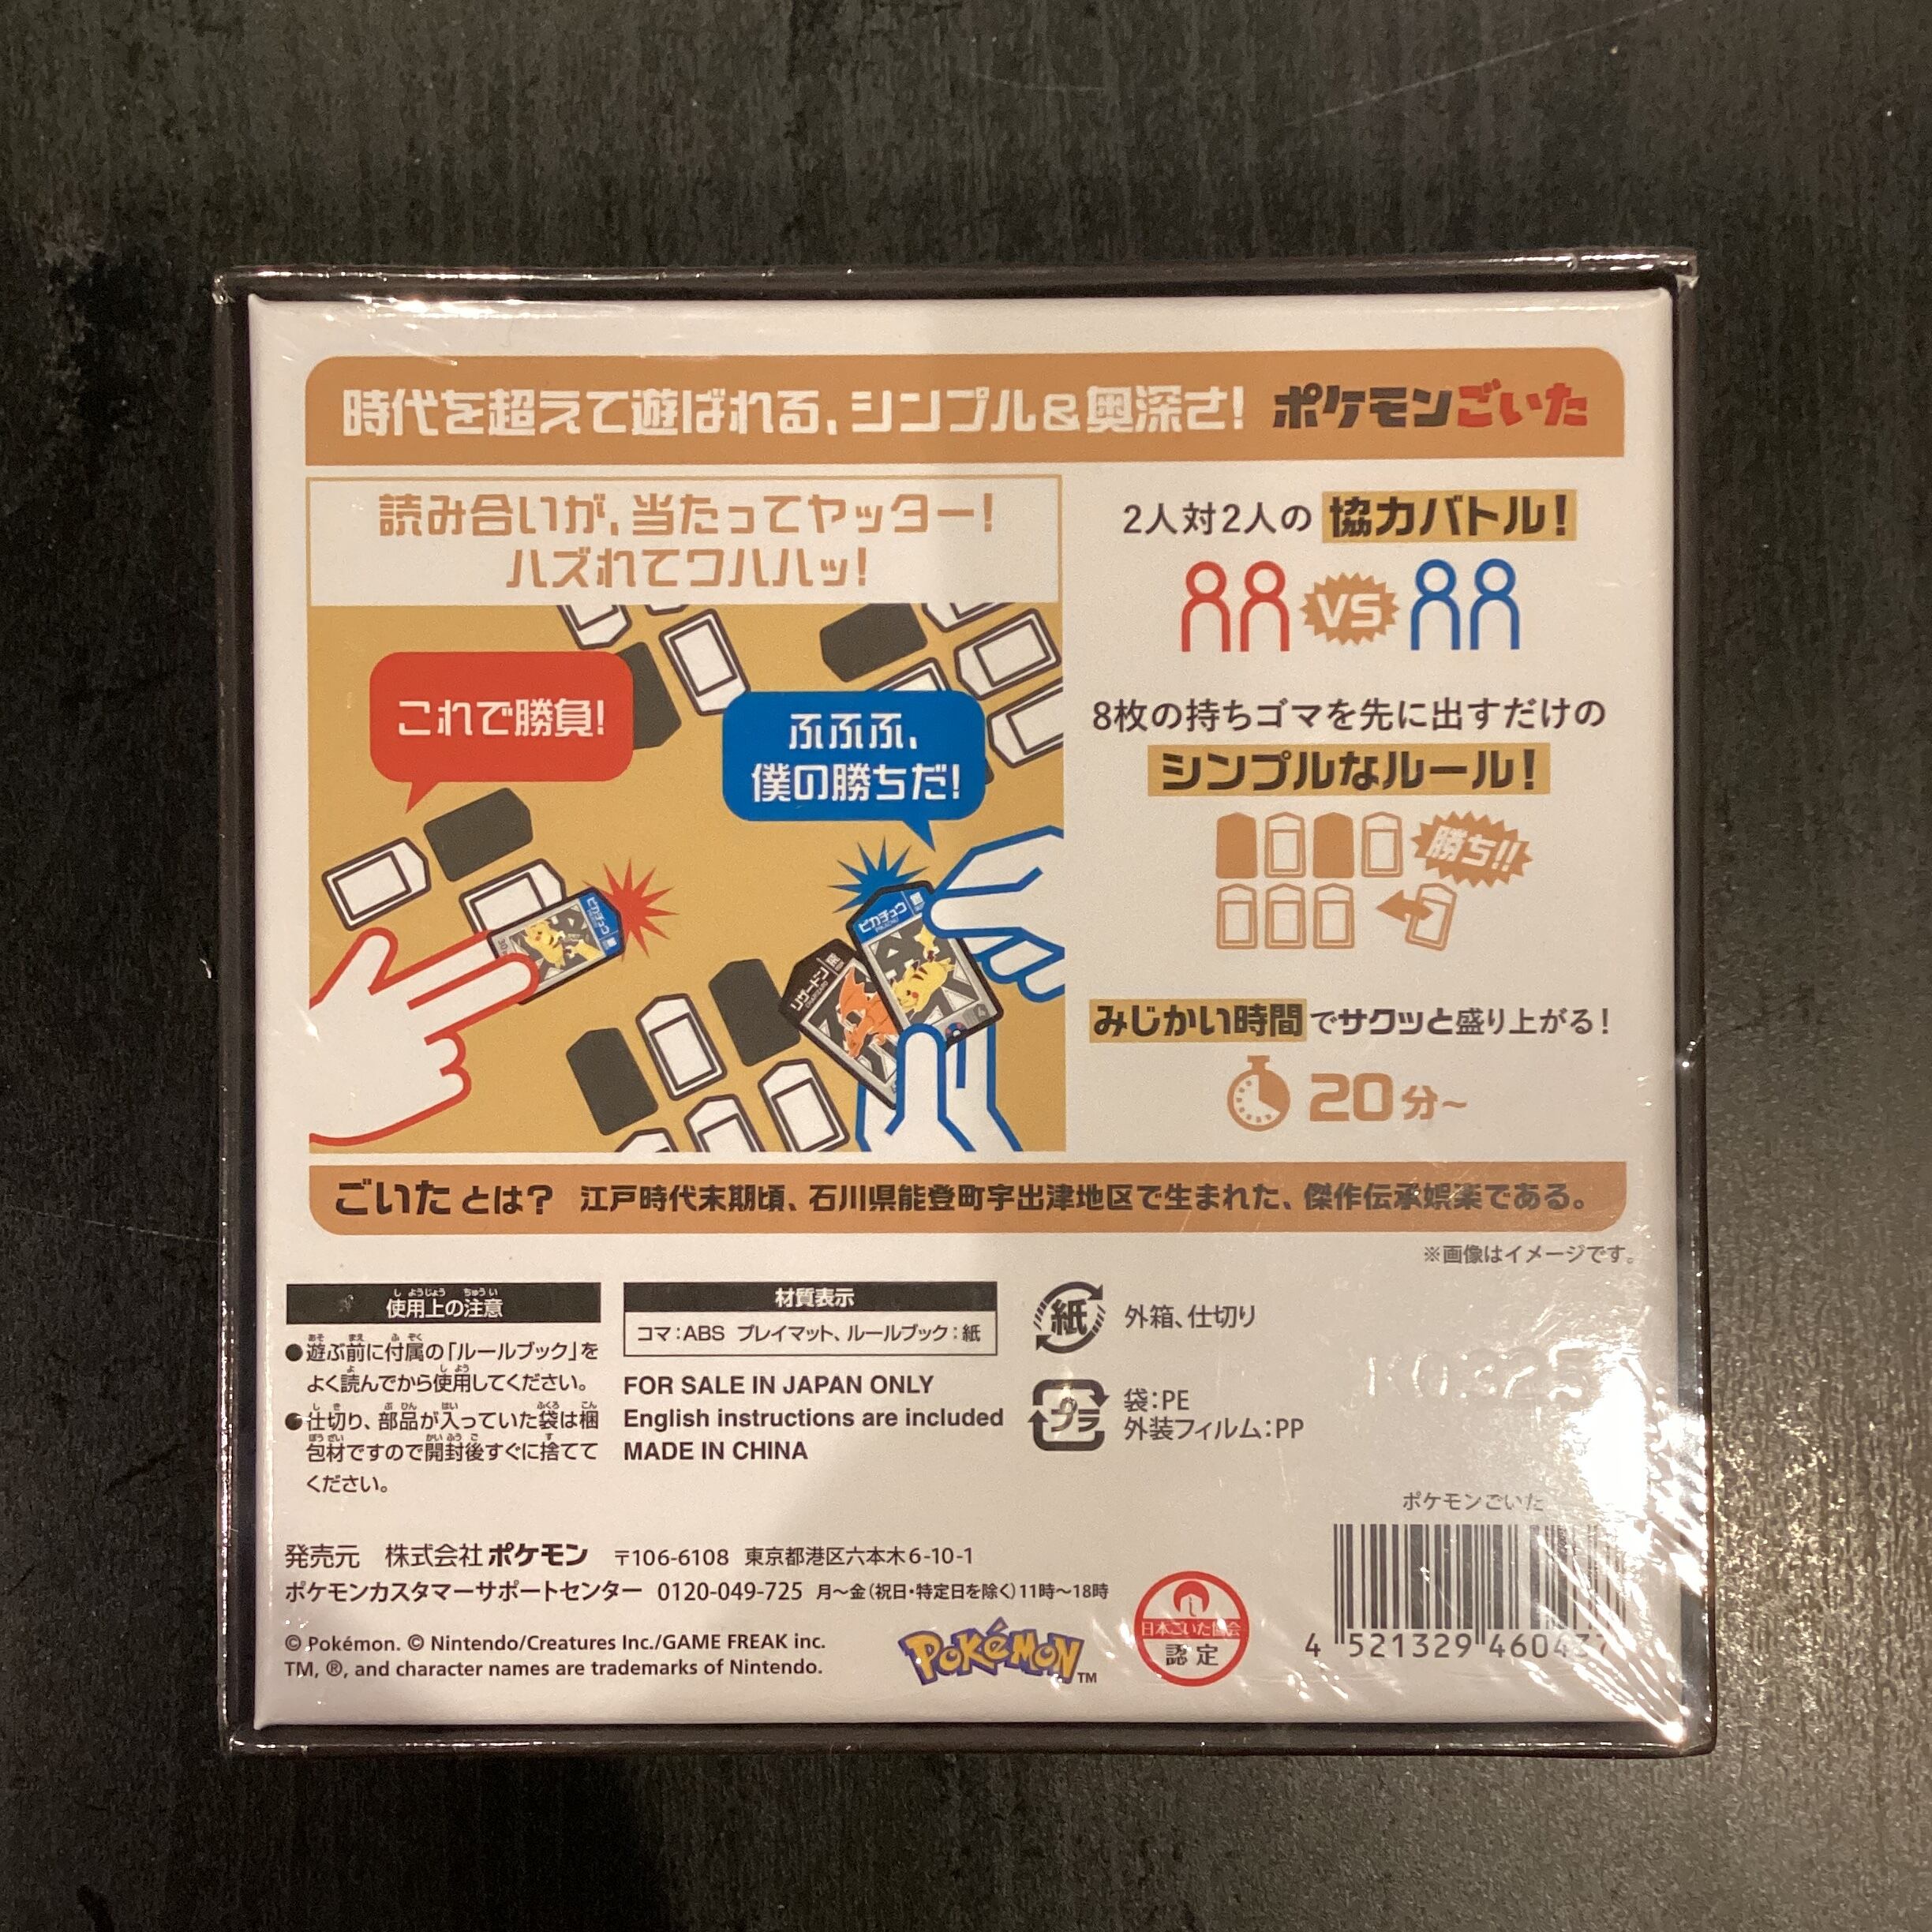 時代を超えて遊ばれる、シンプル&奥深さ! ポケモンごいた
読み合いが、当たってヤッター!
ハズれてワハハッ!
これで勝負!
ふふふ、
僕の勝ちだ!
ピカチュウ
リザードン
ピカチュウ
2人対2人の 協力バトル!
VS
8枚の持ちゴマを先に出すだけの
シンプルなルール!
勝ち!!
みじかい時間でサクッと盛り上がる!
20分~
ごいたとは? 江戸時代末期頃、石川県能登町宇出津地区で生まれた、傑作伝承娯楽である。
※画像はイメージです。
使用上の注意
●遊ぶ前に付属の「ルールブック」を
よく読んでから使用してください。
●仕切り、部品が入っていた袋は梱
包材ですので開封後すぐに捨てて
ください。
材質表示
コマ:ABS プレイマット、ルールブック:紙
FOR SALE IN JAPAN ONLY
English instructions are included
MADE IN CHINA
紙 外箱、仕切り
プラ 袋:PE
外装フィルム:PP
K0325
ポケモンごいた
発売元 株式会社ポケモン 〒106-6108 東京都港区六本木6-10-1
ポケモンカスタマーサポートセンター 0120-049-725 月~金(祝日・特定日を除く)11時~18時
© Pokémon. © Nintendo/Creatures Inc./GAME FREAK inc.
TM, ®, and character names are trademarks of Nintendo.
POKéMON TM
日本ごいた協会
認定
4 521329 460437